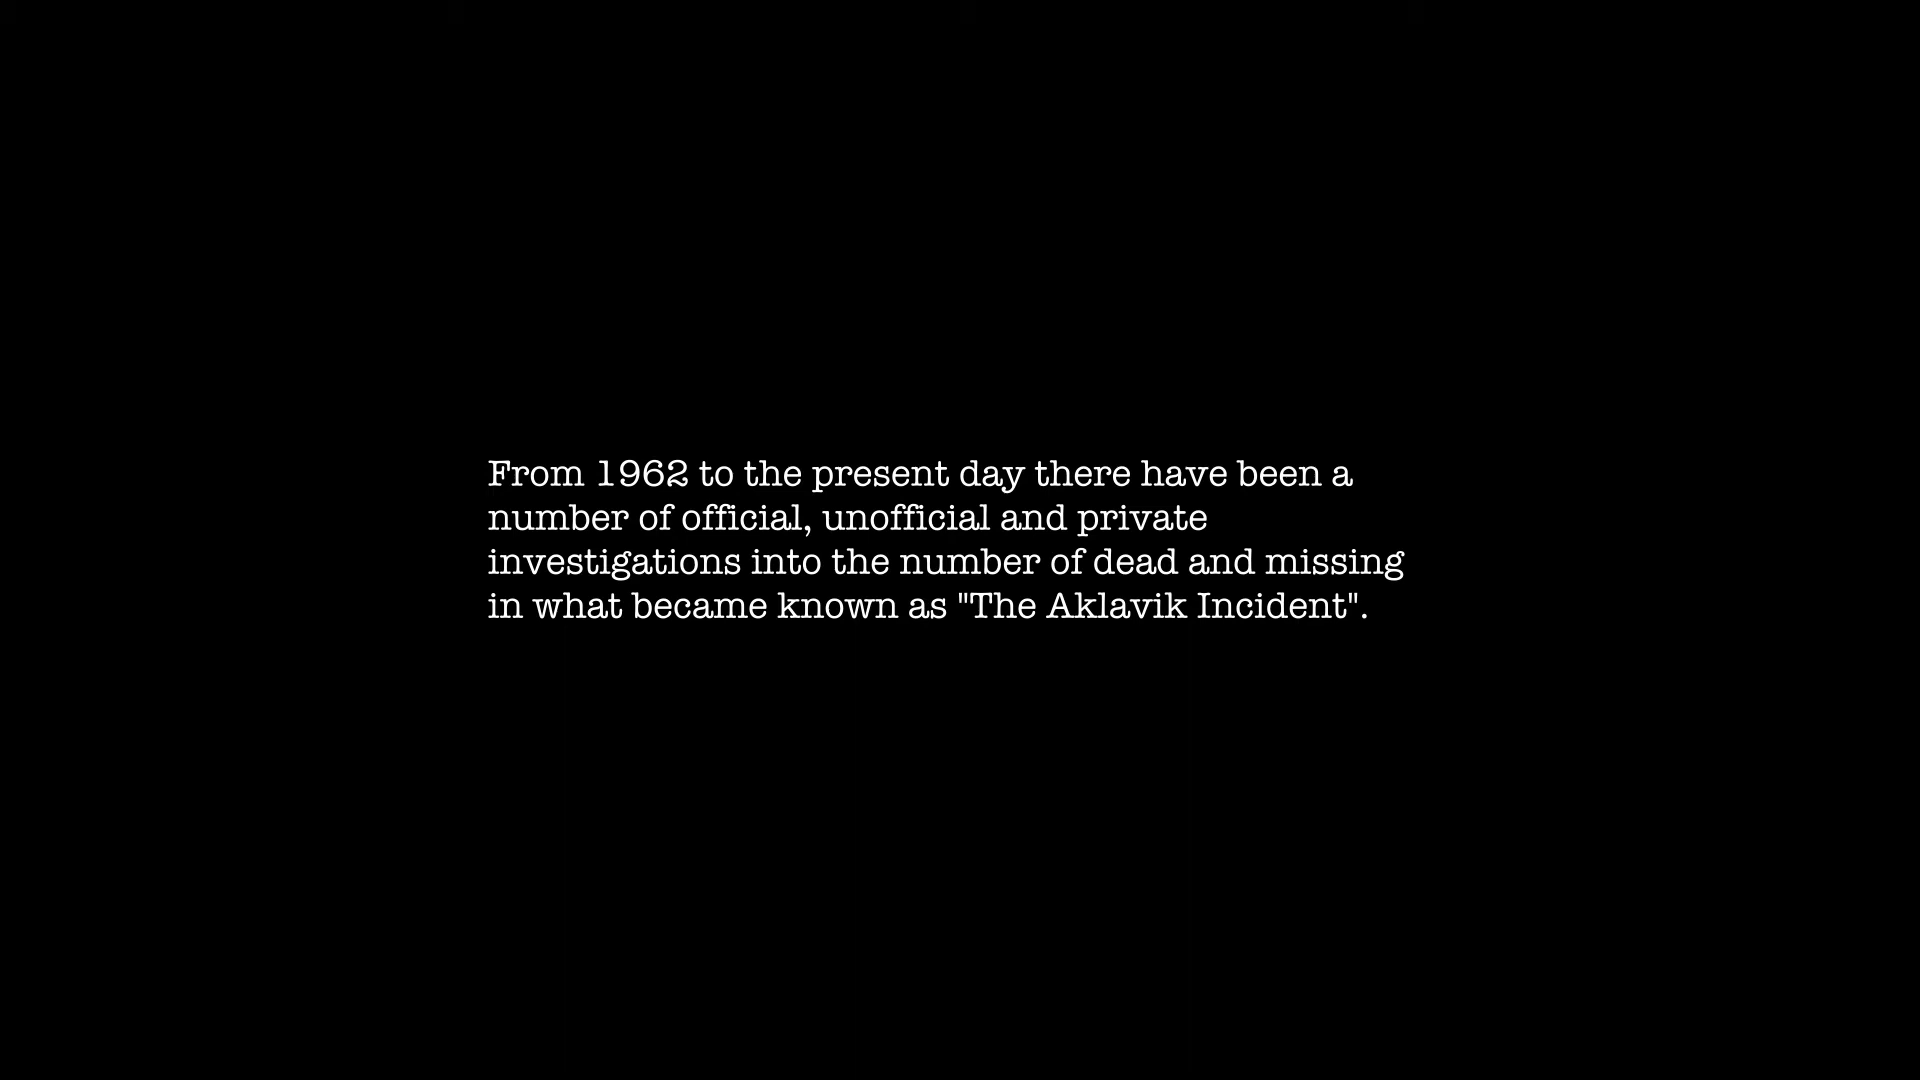 From 1962 to the present day there have been a
number of official, unofficial and private
investigations into the number of dead and missing
in what became known as "The Aklavik Incident".